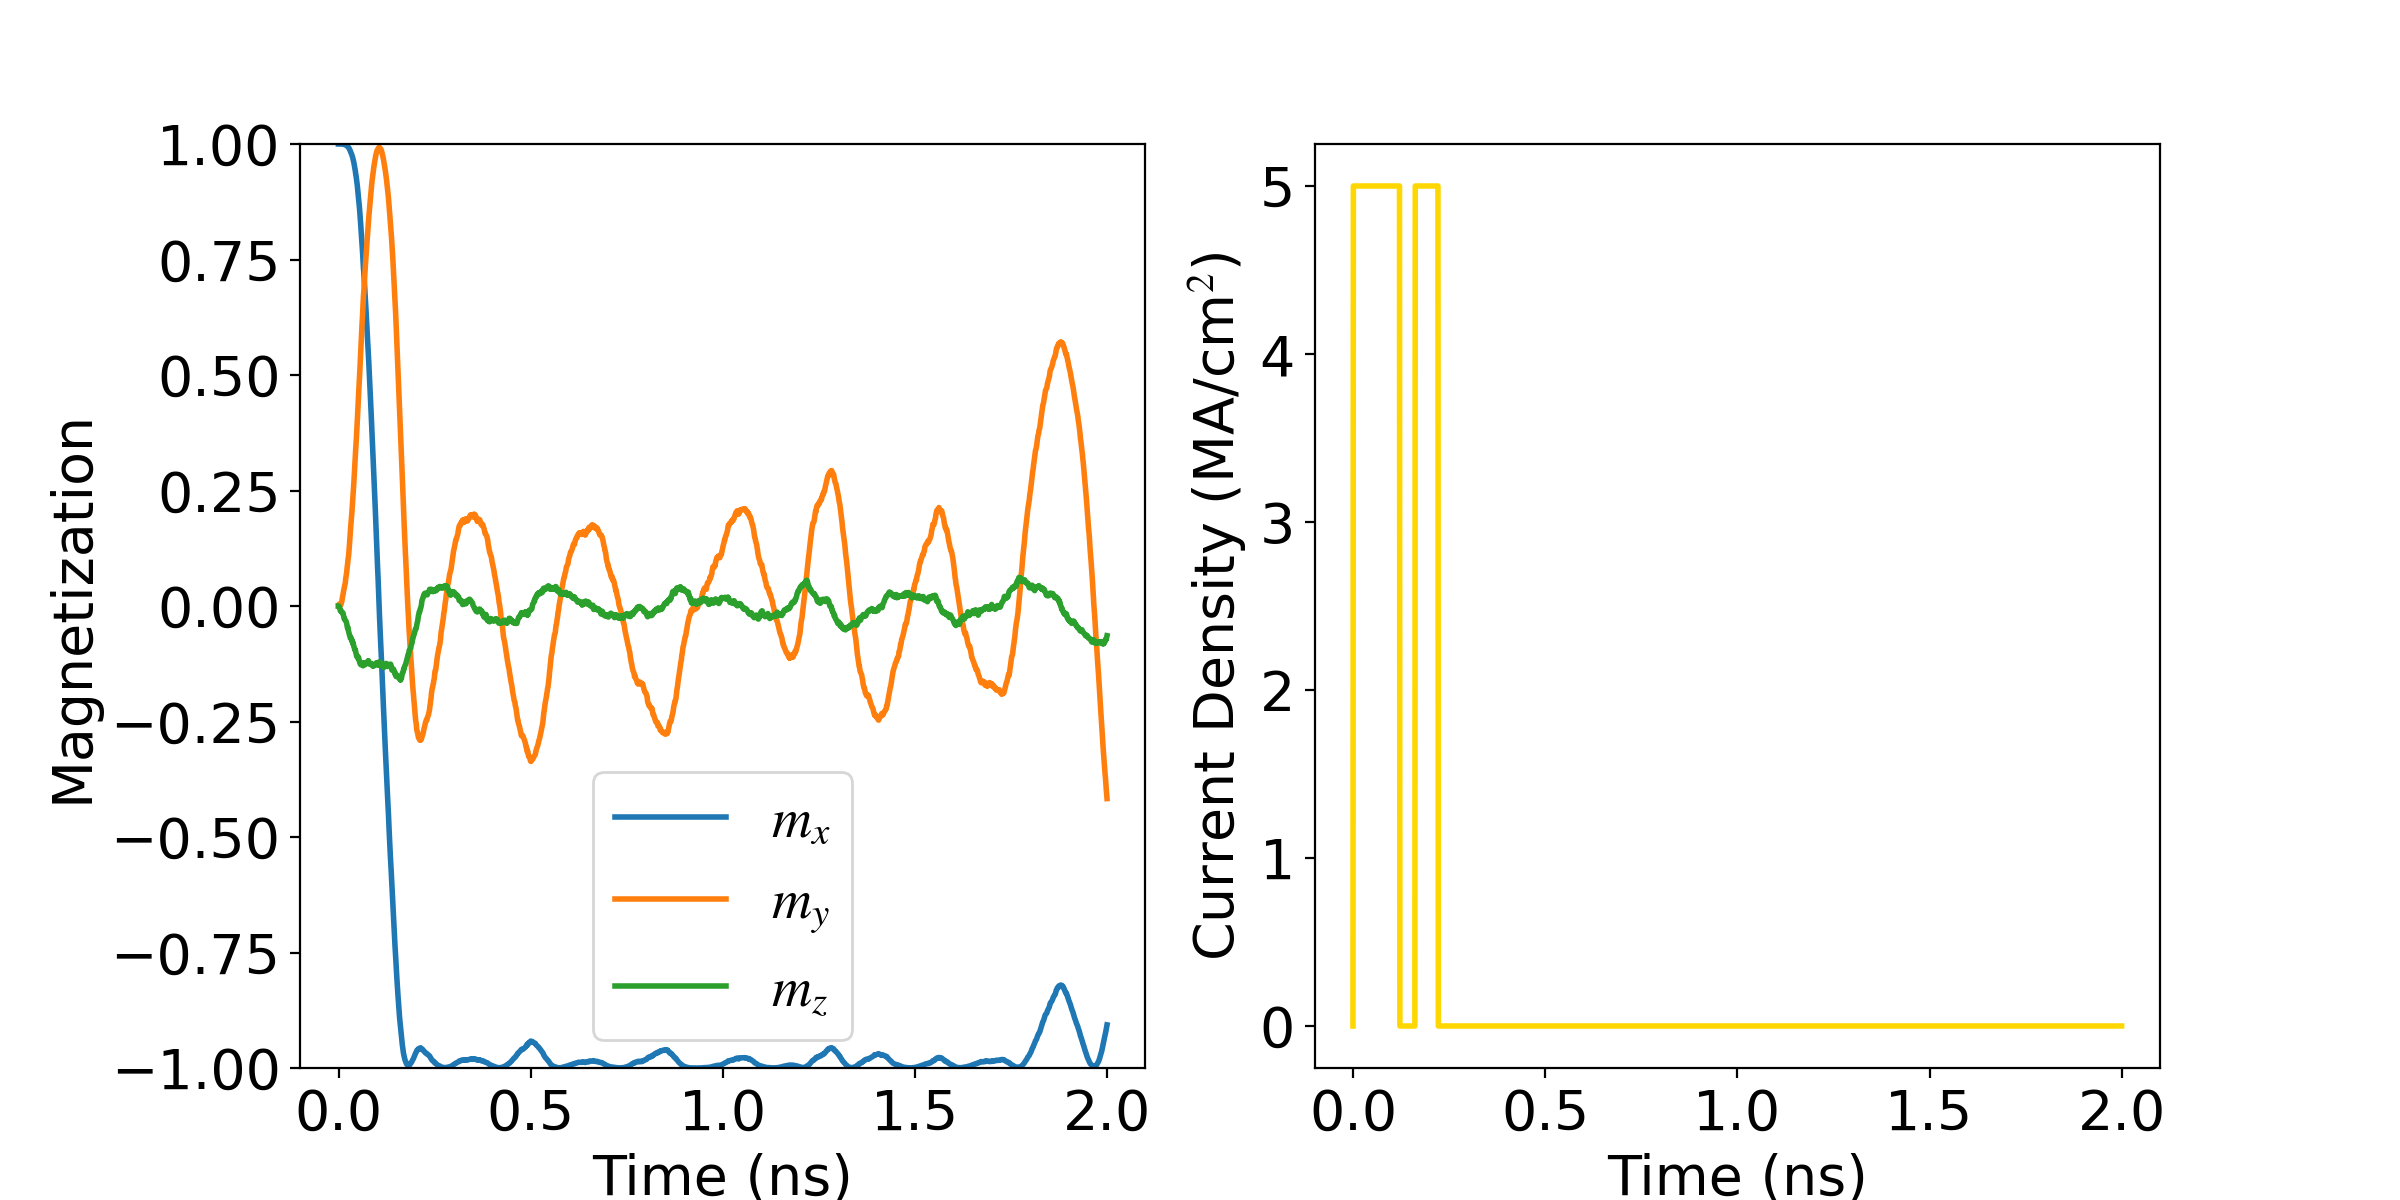 Magnetization
1.00
0.75
0.50
0.25
0.00
−0.25
−0.50
−0.75
−1.00
0.0 0.5 1.0 1.5 2.0
Time (ns)
m_x
m_y
m_z
Current Density (MA/cm²)
5
4
3
2
1
0
0.0 0.5 1.0 1.5 2.0
Time (ns)